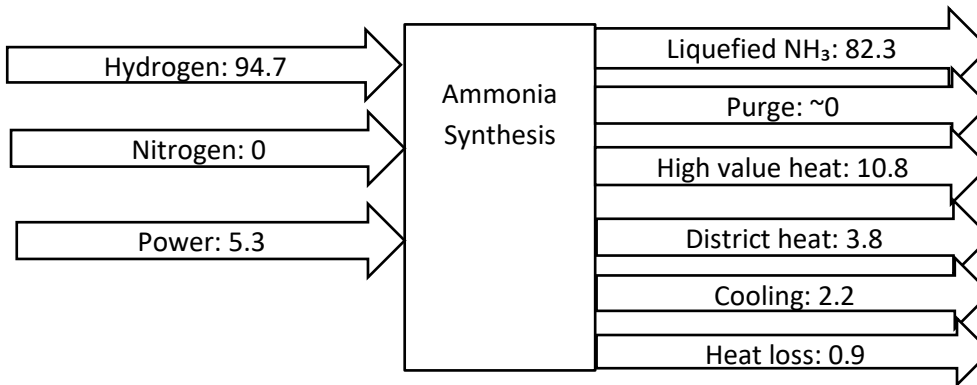 Hydrogen: 94.7
Nitrogen: 0
Power: 5.3
Ammonia
Synthesis
Liquefied NH₃: 82.3
Purge: ~0
High value heat: 10.8
District heat: 3.8
Cooling: 2.2
Heat loss: 0.9